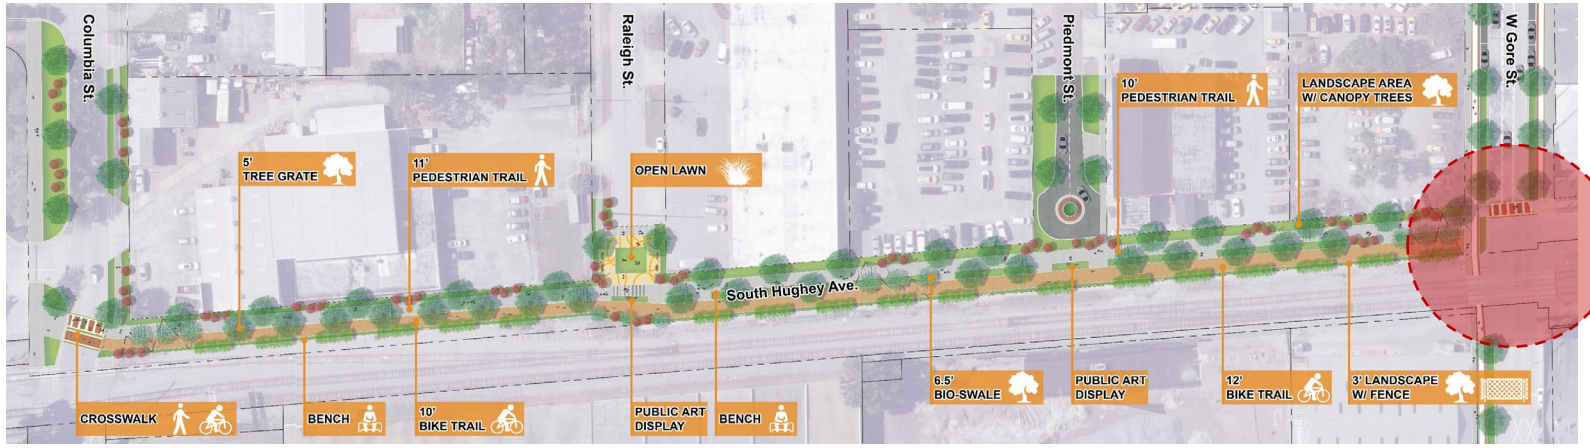 Columbia St.
Raleigh St.
Piedmont St.
W Gore St.
10'
PEDESTRIAN TRAIL
LANDSCAPE AREA
W/ CANOPY TREES
5'
TREE GRATE
11'
PEDESTRIAN TRAIL
OPEN LAWN
South Hughey Ave.
CROSSWALK
BENCH
10'
BIKE TRAIL
PUBLIC ART
DISPLAY
BENCH
6.5'
BIO-SWALE
PUBLIC ART
DISPLAY
12'
BIKE TRAIL
3' LANDSCAPE
W/ FENCE